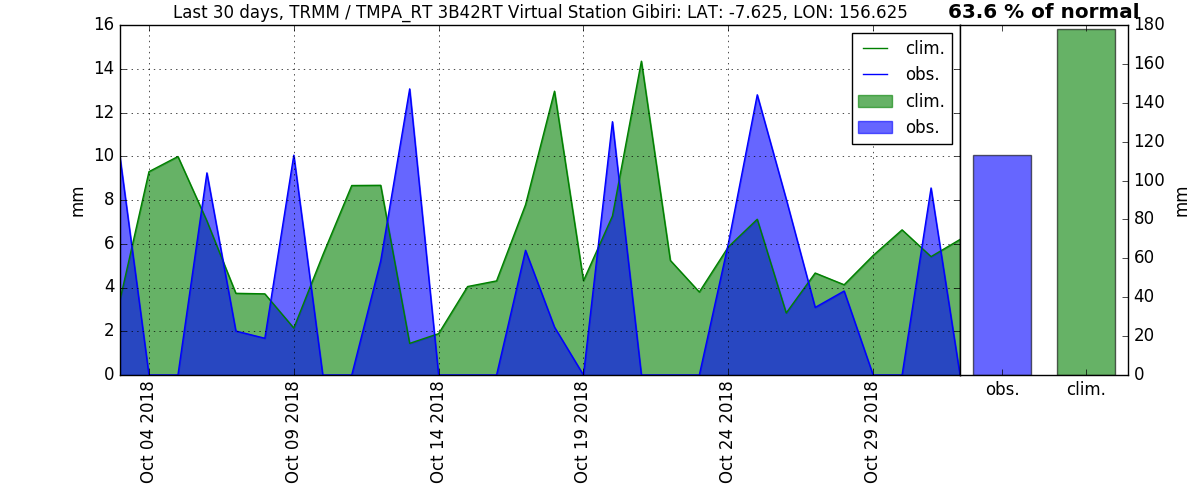 Last 30 days, TRMM / TMPA_RT 3B42RT Virtual Station Gibiri: LAT: -7.625, LON: 156.625
63.6 % of normal
16
14
12
10
8
6
4
2
0
mm
clim.
obs.
clim.
obs.
180
160
140
120
100
80
60
40
20
0
mm
Oct 04 2018
Oct 09 2018
Oct 14 2018
Oct 19 2018
Oct 24 2018
Oct 29 2018
obs.
clim.